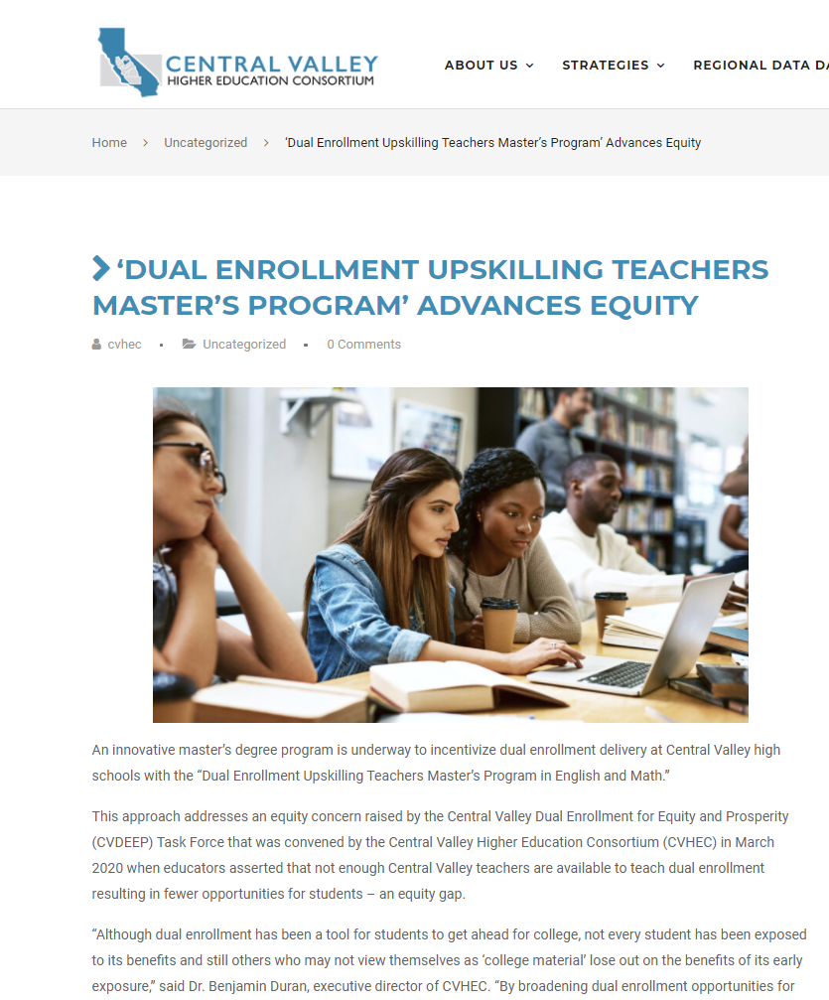 CENTRAL VALLEY
HIGHER EDUCATION CONSORTIUM
ABOUT US
STRATEGIES
REGIONAL DATA DA
Home
Uncategorized
‘Dual Enrollment Upskilling Teachers Master’s Program’ Advances Equity
‘DUAL ENROLLMENT UPSKILLING TEACHERS
MASTER’S PROGRAM’ ADVANCES EQUITY
cvhec
Uncategorized
0 Comments
An innovative master’s degree program is underway to incentivize dual enrollment delivery at Central Valley high
schools with the “Dual Enrollment Upskilling Teachers Master’s Program in English and Math.”
This approach addresses an equity concern raised by the Central Valley Dual Enrollment for Equity and Prosperity
(CVDEEP) Task Force that was convened by the Central Valley Higher Education Consortium (CVHEC) in March
2020 when educators asserted that not enough Central Valley teachers are available to teach dual enrollment
resulting in fewer opportunities for students – an equity gap.
“Although dual enrollment has been a tool for students to get ahead for college, not every student has been exposed
to its benefits and still others who may not view themselves as ‘college material’ lose out on the benefits of its early
exposure,” said Dr. Benjamin Duran, executive director of CVHEC. “By broadening dual enrollment opportunities for